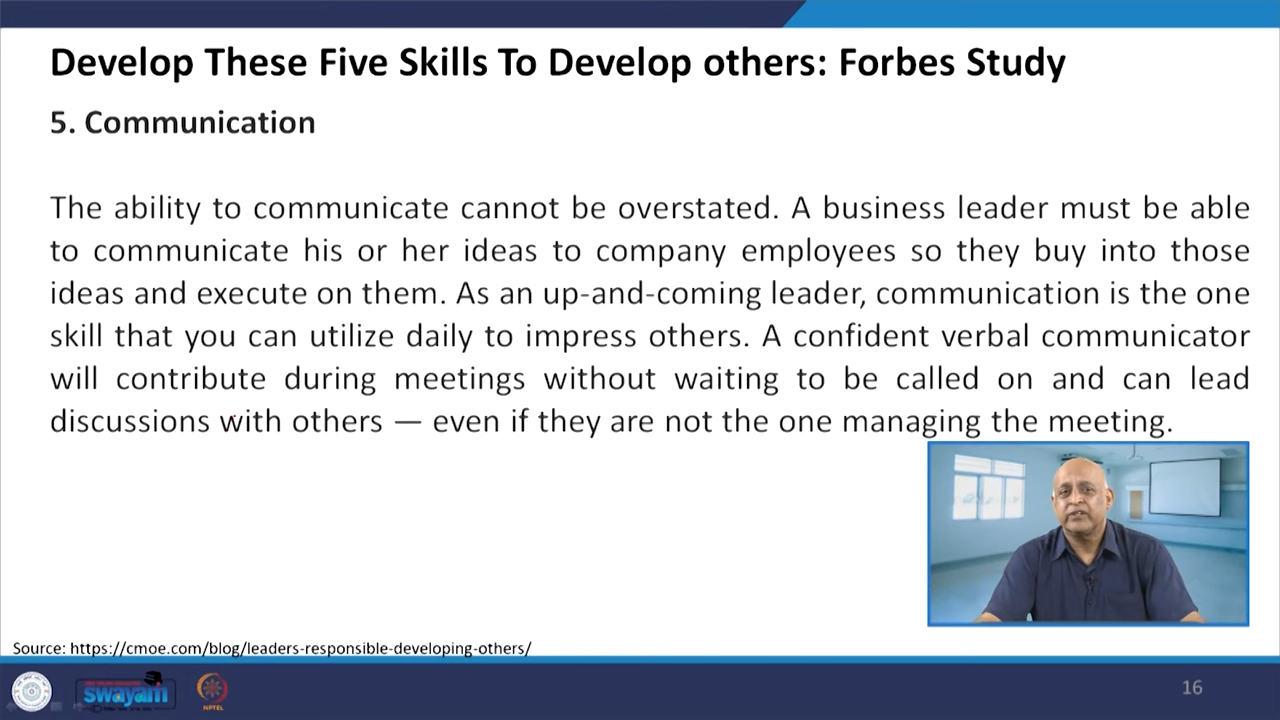 Develop These Five Skills To Develop others: Forbes Study
5. Communication
The ability to communicate cannot be overstated. A business leader must be able
to communicate his or her ideas to company employees so they buy into those
ideas and execute on them. As an up-and-coming leader, communication is the one
skill that you can utilize daily to impress others. A confident verbal communicator
will contribute during meetings without waiting to be called on and can lead
discussions with others — even if they are not the one managing the meeting.
Source: https://cmoe.com/blog/leaders-responsible-developing-others/
swayam
NPTEL
16